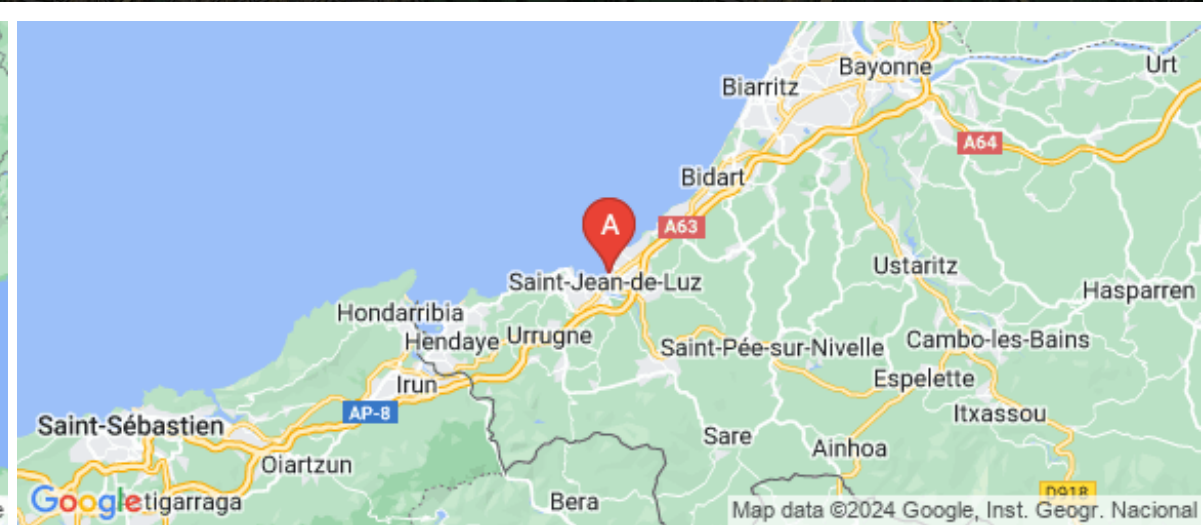 Bayonne
Urt
Biarritz
A64
Bidart
A
A63
Ustaritz
Saint-Jean-de-Luz
Hasparren
Hondarribia
Hendaye
Urrugne
Saint-Pée-sur-Nivelle
Cambo-les-Bains
Irun
Espelette
AP-8
Itxassou
Saint-Sébastien
Sare
Ainhoa
Oiartzun
D918
Google
tigarraga
Bera
Map data ©2024 Google, Inst. Geogr. Nacional